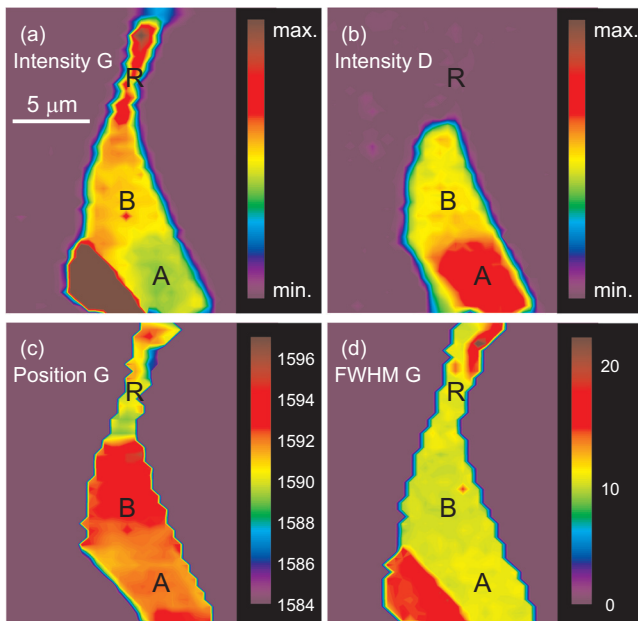 (a)
Intensity G
R
5 μm
B
A
max.
min.
(b)
Intensity D
R
B
A
max.
min.
(c)
Position G
R
B
A
1596
1594
1592
1590
1588
1586
1584
(d)
FWHM G
R
B
A
20
10
0